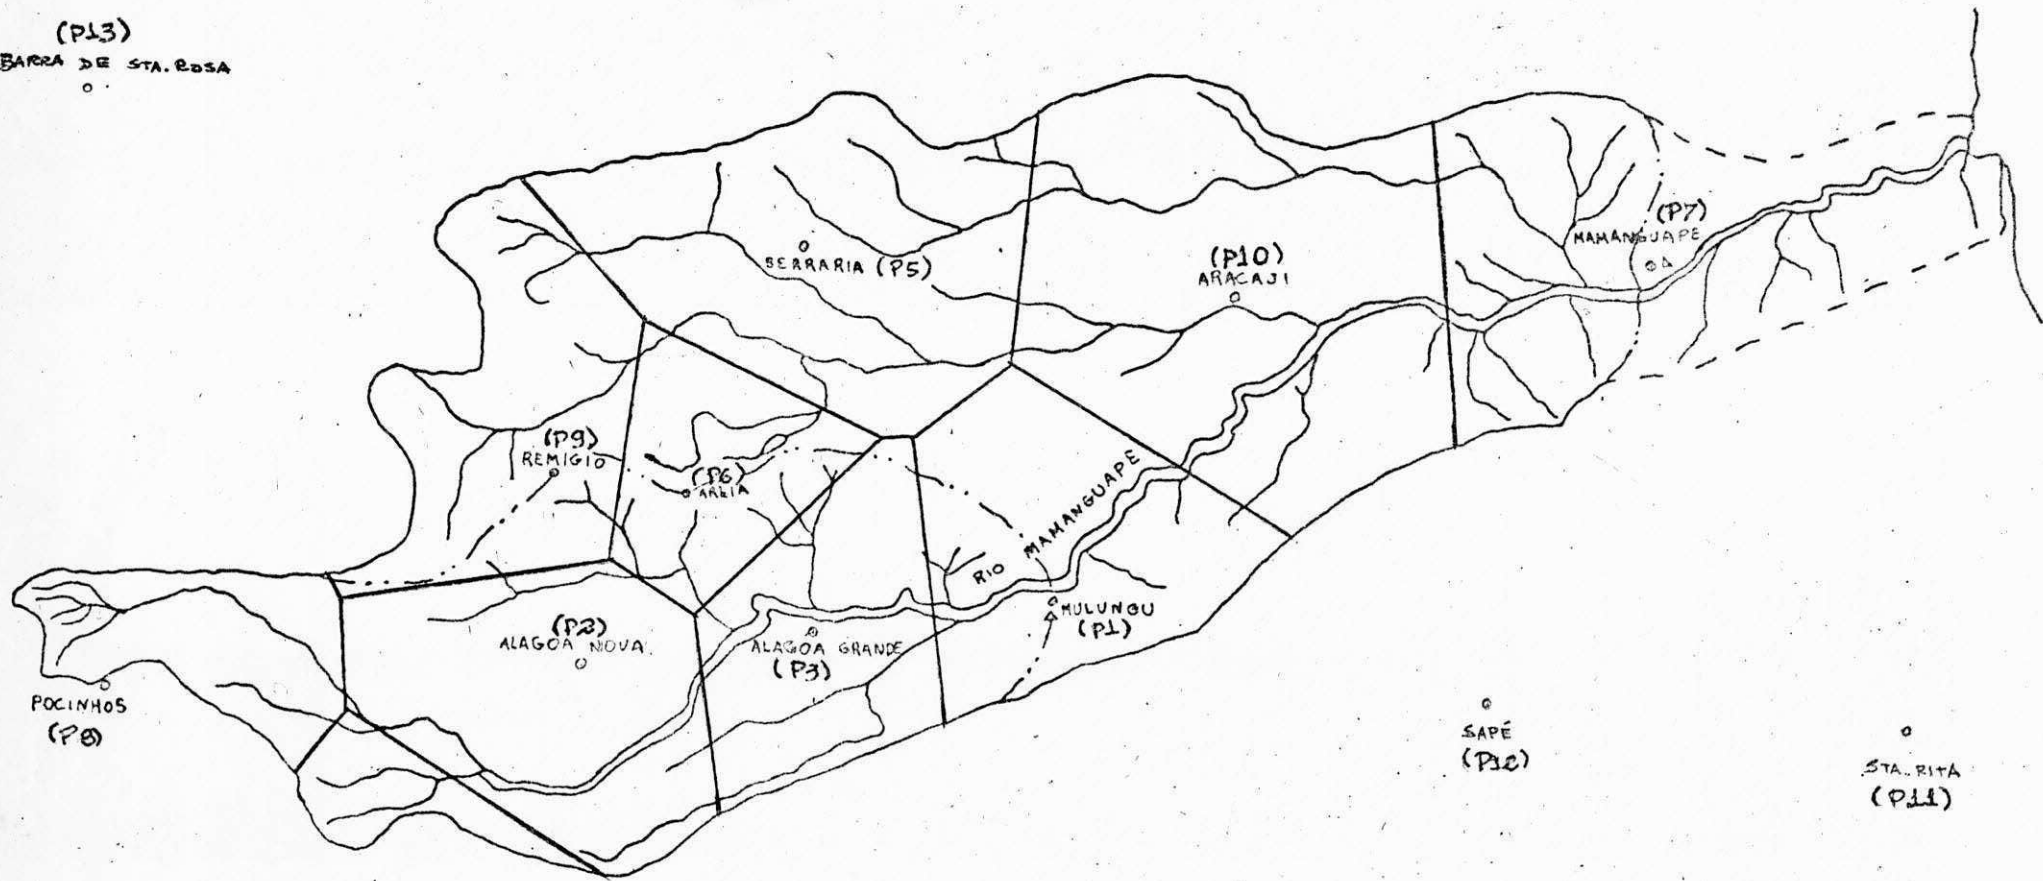 (P13)
BARRA DE STA. ROSA
SERRARIA (P5)
(P10)
ARACAJI
(P7)
MAMANGUAPE
(P9)
REMIGIO
(P6)
AREIA
RIO MAMANGUAPE
(P2)
ALAGOA NOVA.
ALAGOA GRANDE
(P3)
MULUNGU
(P1)
POCINHOS
(P8)
SAPÉ
(P12)
STA. RITA
(P11)